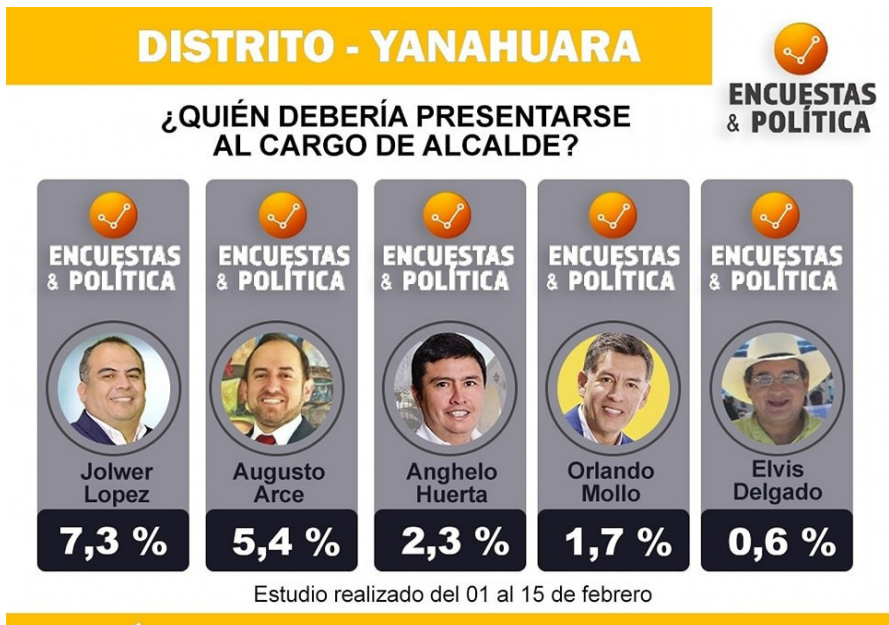 DISTRITO - YANAHUARA
ENCUESTAS
& POLÍTICA
¿QUIÉN DEBERÍA PRESENTARSE
AL CARGO DE ALCALDE?
ENCUESTAS
& POLÍTICA
Jolwer
Lopez
7,3 %
ENCUESTAS
& POLÍTICA
Augusto
Arce
5,4 %
ENCUESTAS
& POLÍTICA
Anghelo
Huerta
2,3 %
ENCUESTAS
& POLÍTICA
Orlando
Mollo
1,7 %
ENCUESTAS
& POLÍTICA
Elvis
Delgado
0,6 %
Estudio realizado del 01 al 15 de febrero